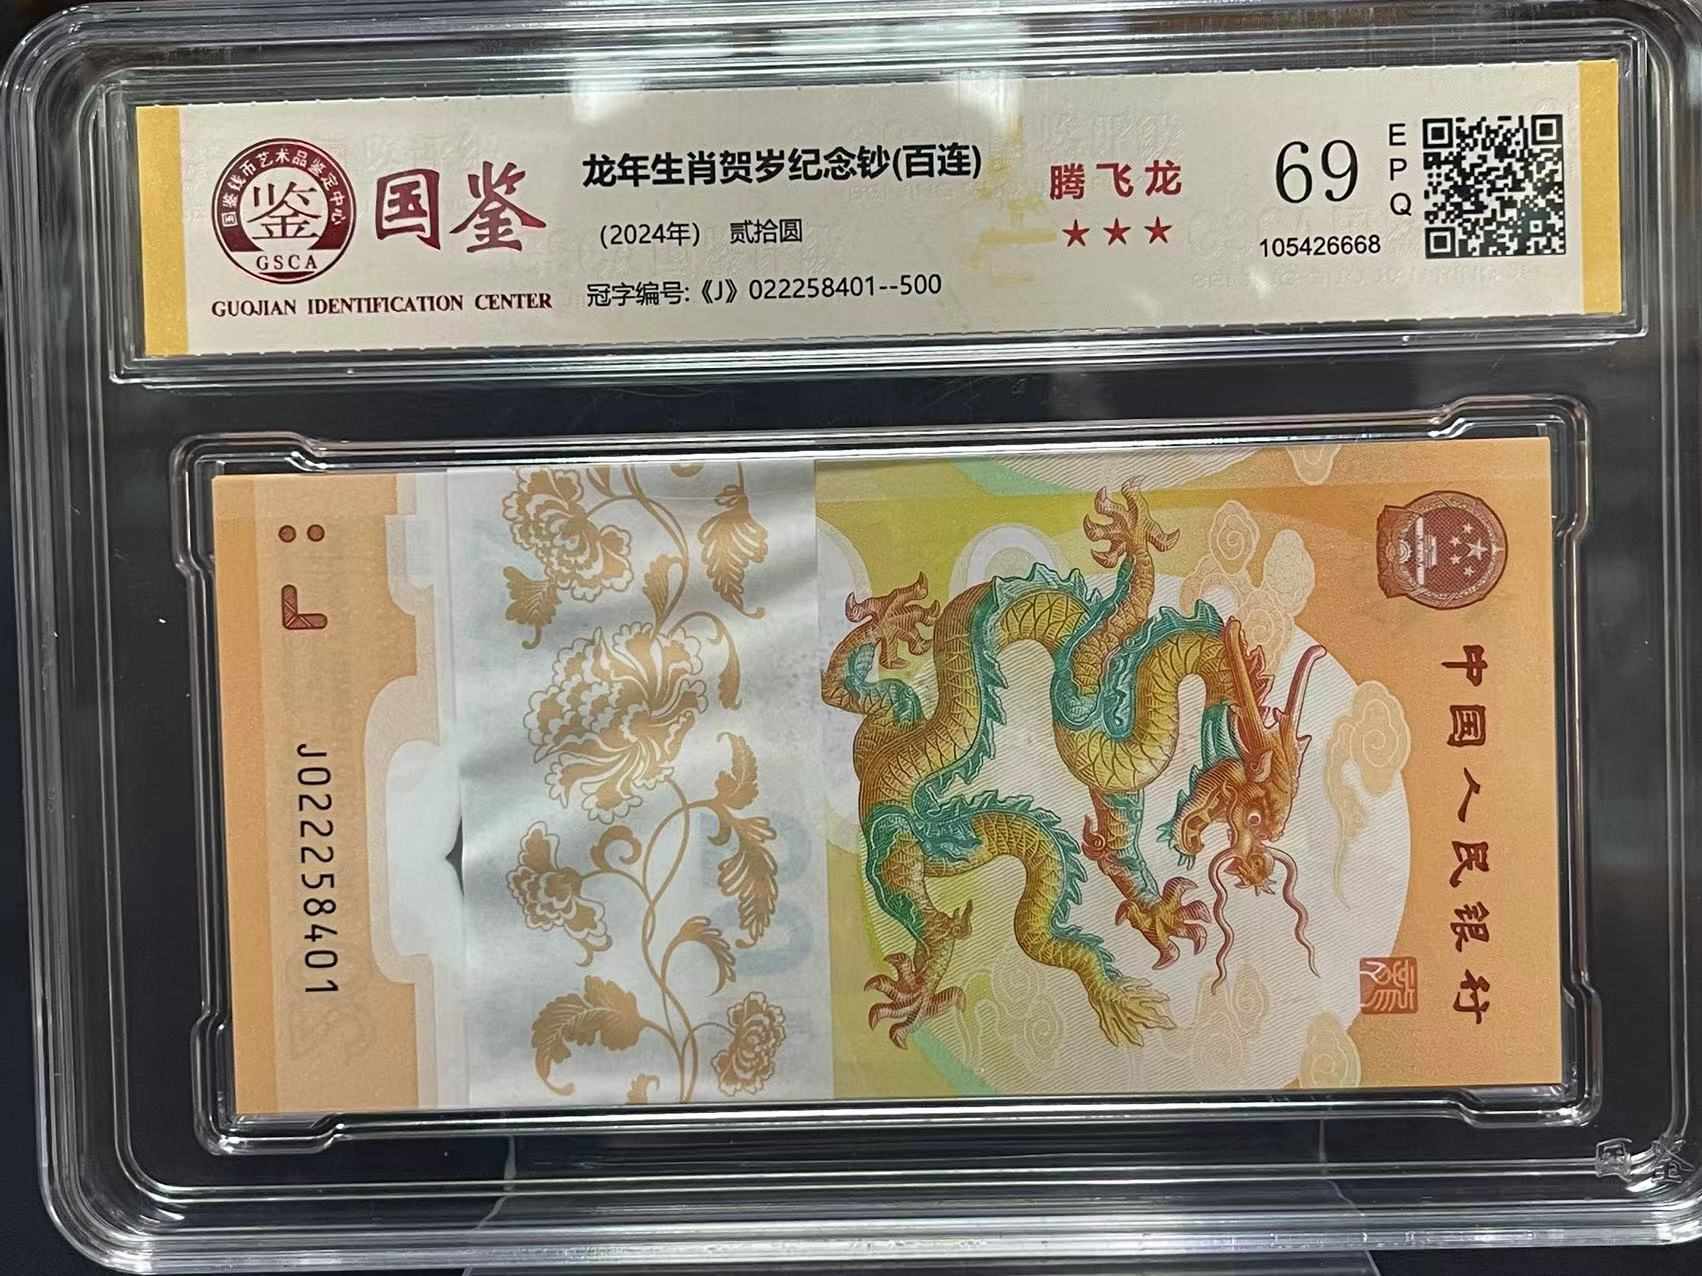 国鉴钱币艺术品鉴定中心
鉴
GSCA
国鉴
GUOJIAN IDENTIFICATION CENTER
龙年生肖贺岁纪念钞(百连)
(2024年) 贰拾圆
冠字编号:《J》022258401--500
腾飞龙
★★★
69
EPQ
105426668
J
J022258401
中国人民银行
国鉴